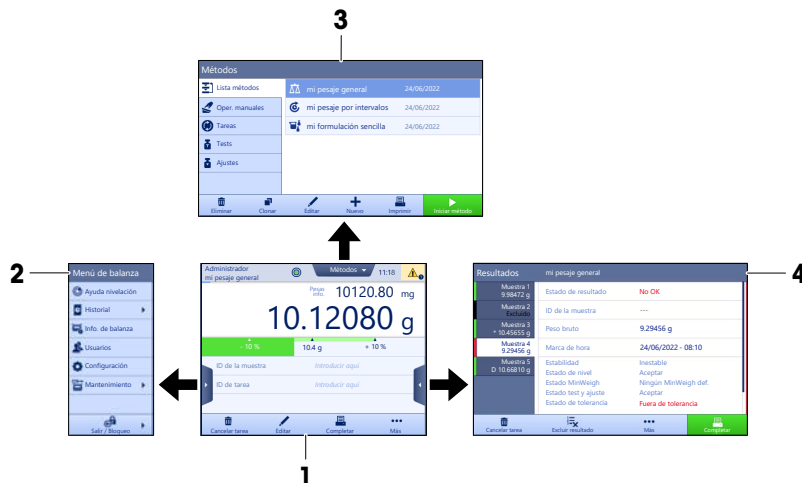 3
Métodos
Lista métodos
Oper. manuales
Tareas
Tests
Ajustes
mi pesaje general 24/06/2022
mi pesaje por intervalos 24/06/2022
mi formulación sencilla 24/06/2022
Eliminar Clonar Editar Nuevo Imprimir Iniciar método
2
Menú de balanza
Ayuda nivelación
Historial
Info. de balanza
Usuarios
Configuración
Mantenimiento
Salir / Bloqueo
Administrador
mi pesaje general
Métodos 11:18
Pesaje info. 10120.80 mg
10.12080 g
- 10 % 10.4 g + 10 %
ID de la muestra Introducir aquí
ID de tarea Introducir aquí
Cancelar tarea Editar Completar Más
1
4
Resultados mi pesaje general
Muestra 1
9.98472 g
Muestra 2
Excluido
Muestra 3
* 10.45655 g
Muestra 4
9.29456 g
Muestra 5
D 10.66810 g
Estado de resultado No OK
ID de la muestra ---
Peso bruto 9.29456 g
Marca de hora 24/06/2022 - 08:10
Estabilidad Inestable
Estado de nivel Aceptar
Estado MinWeigh Ningún MinWeigh def.
Estado test y ajuste Aceptar
Estado de tolerancia Fuera de tolerancia
Cancelar tarea Excluir resultado Más Completar